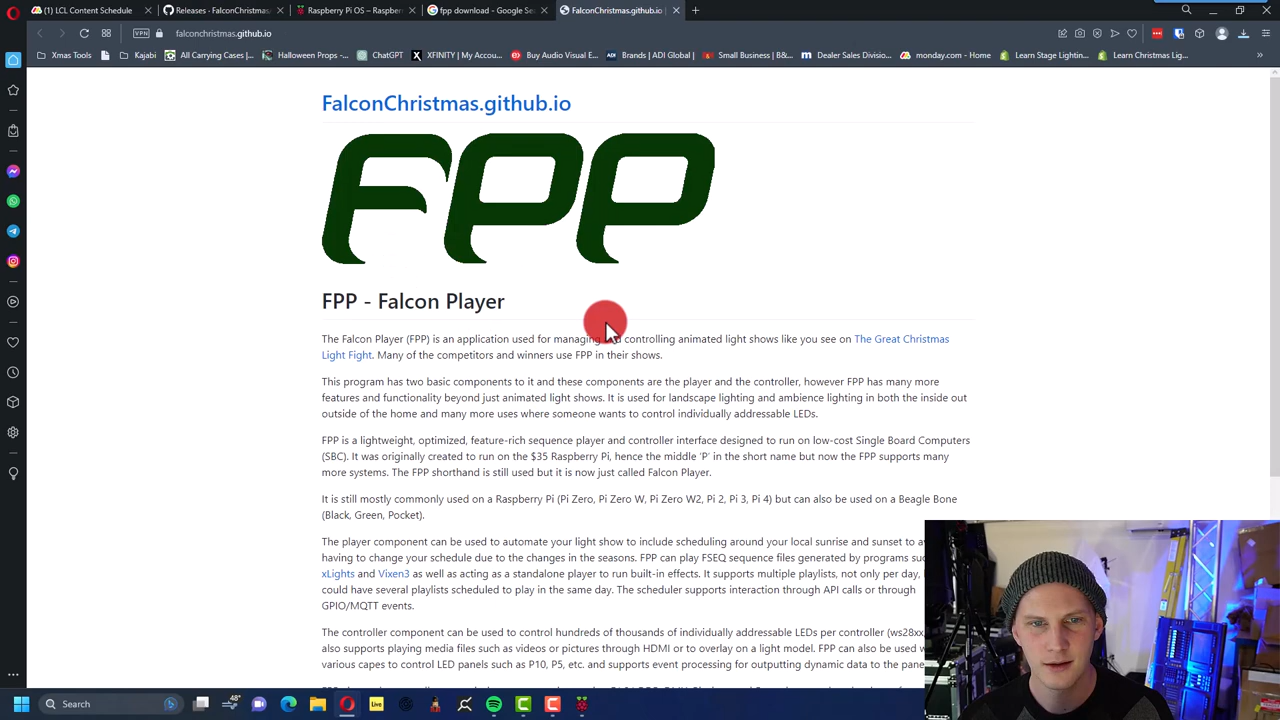 LCL Content Schedule
Releases - FalconChristmas
Raspberry Pi OS – Raspber
fpp download - Google Se
FalconChristmas.github.io
VPN
falconchristmas.github.io
Xmas Tools
Kajabi
All Carrying Cases |...
Halloween Props -...
ChatGPT
XFINITY | My Accou...
Buy Audio Visual E...
Brands | ADI Global |...
Small Business | B&...
Dealer Sales Divisio...
monday.com - Home
Learn Stage Lightin...
Learn Christmas Lig...
FalconChristmas.github.io
FPP
FPP - Falcon Player
The Falcon Player (FPP) is an application used for managing controlling animated light shows like you see on The Great Christmas
Light Fight. Many of the competitors and winners use FPP in their shows.
This program has two basic components to it and these components are the player and the controller, however FPP has many more
features and functionality beyond just animated light shows. It is used for landscape lighting and ambience lighting in both the inside out
outside of the home and many more uses where someone wants to control individually addressable LEDs.
FPP is a lightweight, optimized, feature-rich sequence player and controller interface designed to run on low-cost Single Board Computers
(SBC). It was originally created to run on the $35 Raspberry Pi, hence the middle 'P' in the short name but now the FPP supports many
more systems. The FPP shorthand is still used but it is now just called Falcon Player.
It is still mostly commonly used on a Raspberry Pi (Pi Zero, Pi Zero W, Pi Zero W2, Pi 2, Pi 3, Pi 4) but can also be used on a Beagle Bone
(Black, Green, Pocket).
The player component can be used to automate your light show to include scheduling around your local sunrise and sunset to
having to change your schedule due to the changes in the seasons. FPP can play FSEQ sequence files generated by programs
xLights and Vixen3 as well as acting as a standalone player to run built-in effects. It supports multiple playlists, not only per day,
could have several playlists scheduled to play in the same day. The scheduler supports interaction through API calls or through
GPIO/MQTT events.
The controller component can be used to control hundreds of thousands of individually addressable LEDs per controller (ws28xx
also supports playing media files such as videos or pictures through HDMI or to overlay on a light model. FPP can also be used
various capes to control LED panels such as P10, P5, etc. and supports event processing for outputting dynamic data to the
Search
-48°
Live